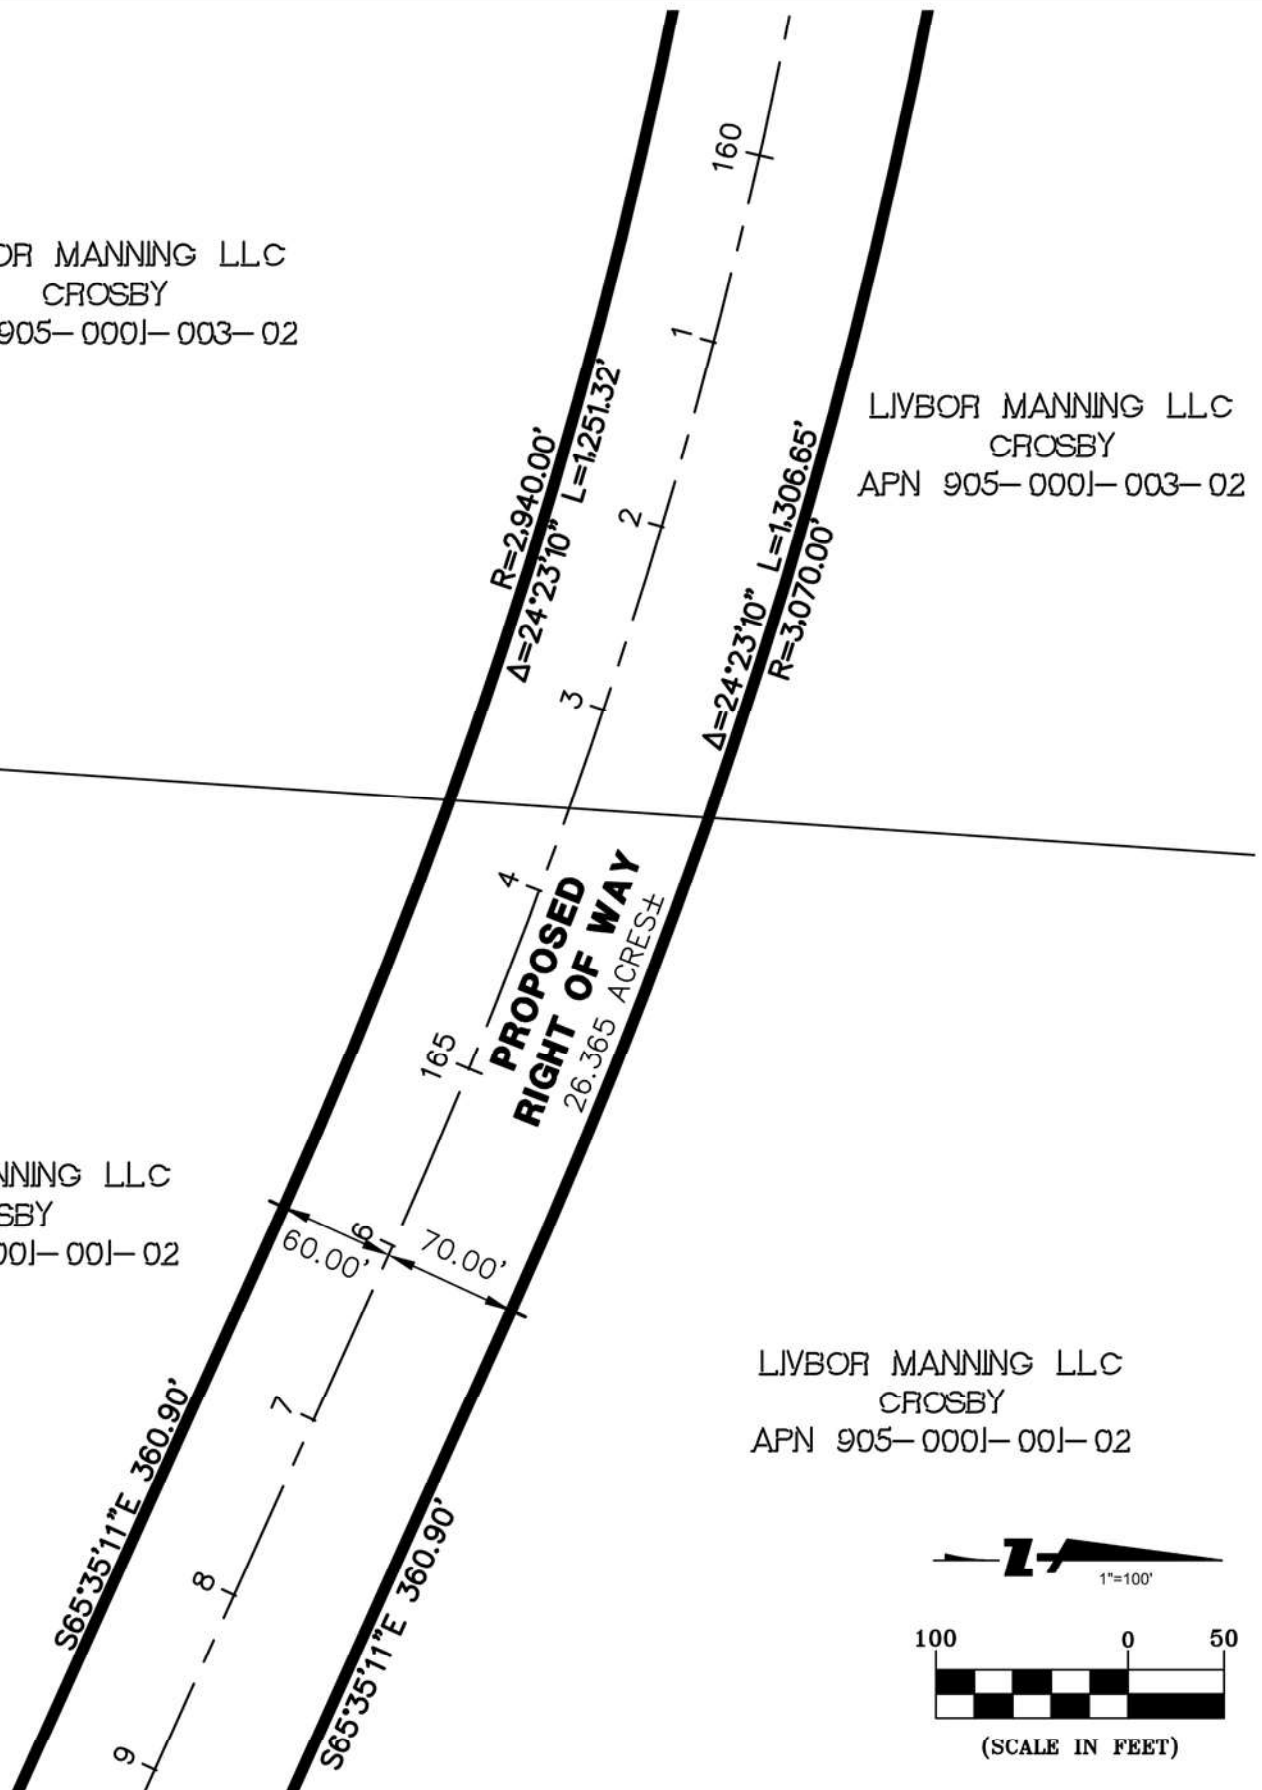 160
OR MANNING LLC
CROSBY
905-0001-003-02
1
LIVBOR MANNING LLC
CROSBY
APN 905-0001-003-02
R=2,940.00'
Δ=24°23'10" L=1,251.32'
Δ=24°23'10" L=1,306.65'
R=3,070.00'
2
3
4
PROPOSED
RIGHT OF WAY
26.365 ACRES±
165
NNING LLC
SBY
001-001-02
6
60.00'
70.00'
LIVBOR MANNING LLC
CROSBY
APN 905-0001-001-02
7
S65°35'11"E 360.90'
S65°35'11"E 360.90'
8
9
N
1"=100'
100 0 50
(SCALE IN FEET)